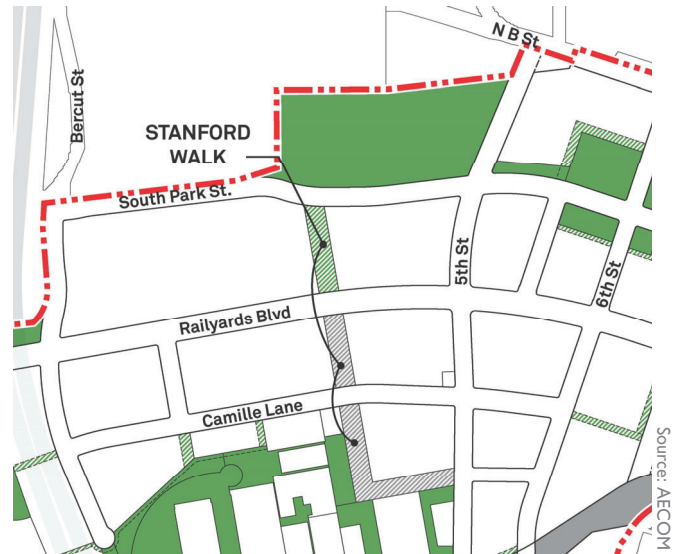 N B St
Bercut St
STANFORD
WALK
South Park St.
5th St
6th St
Railyards Blvd
Camille Lane
Source: AECOM